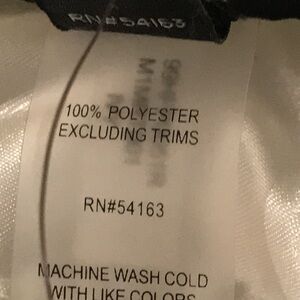 RN#54163
100% POLYESTER
EXCLUDING TRIMS
RN#54163
MACHINE WASH COLD
WITH LIKE COLORS